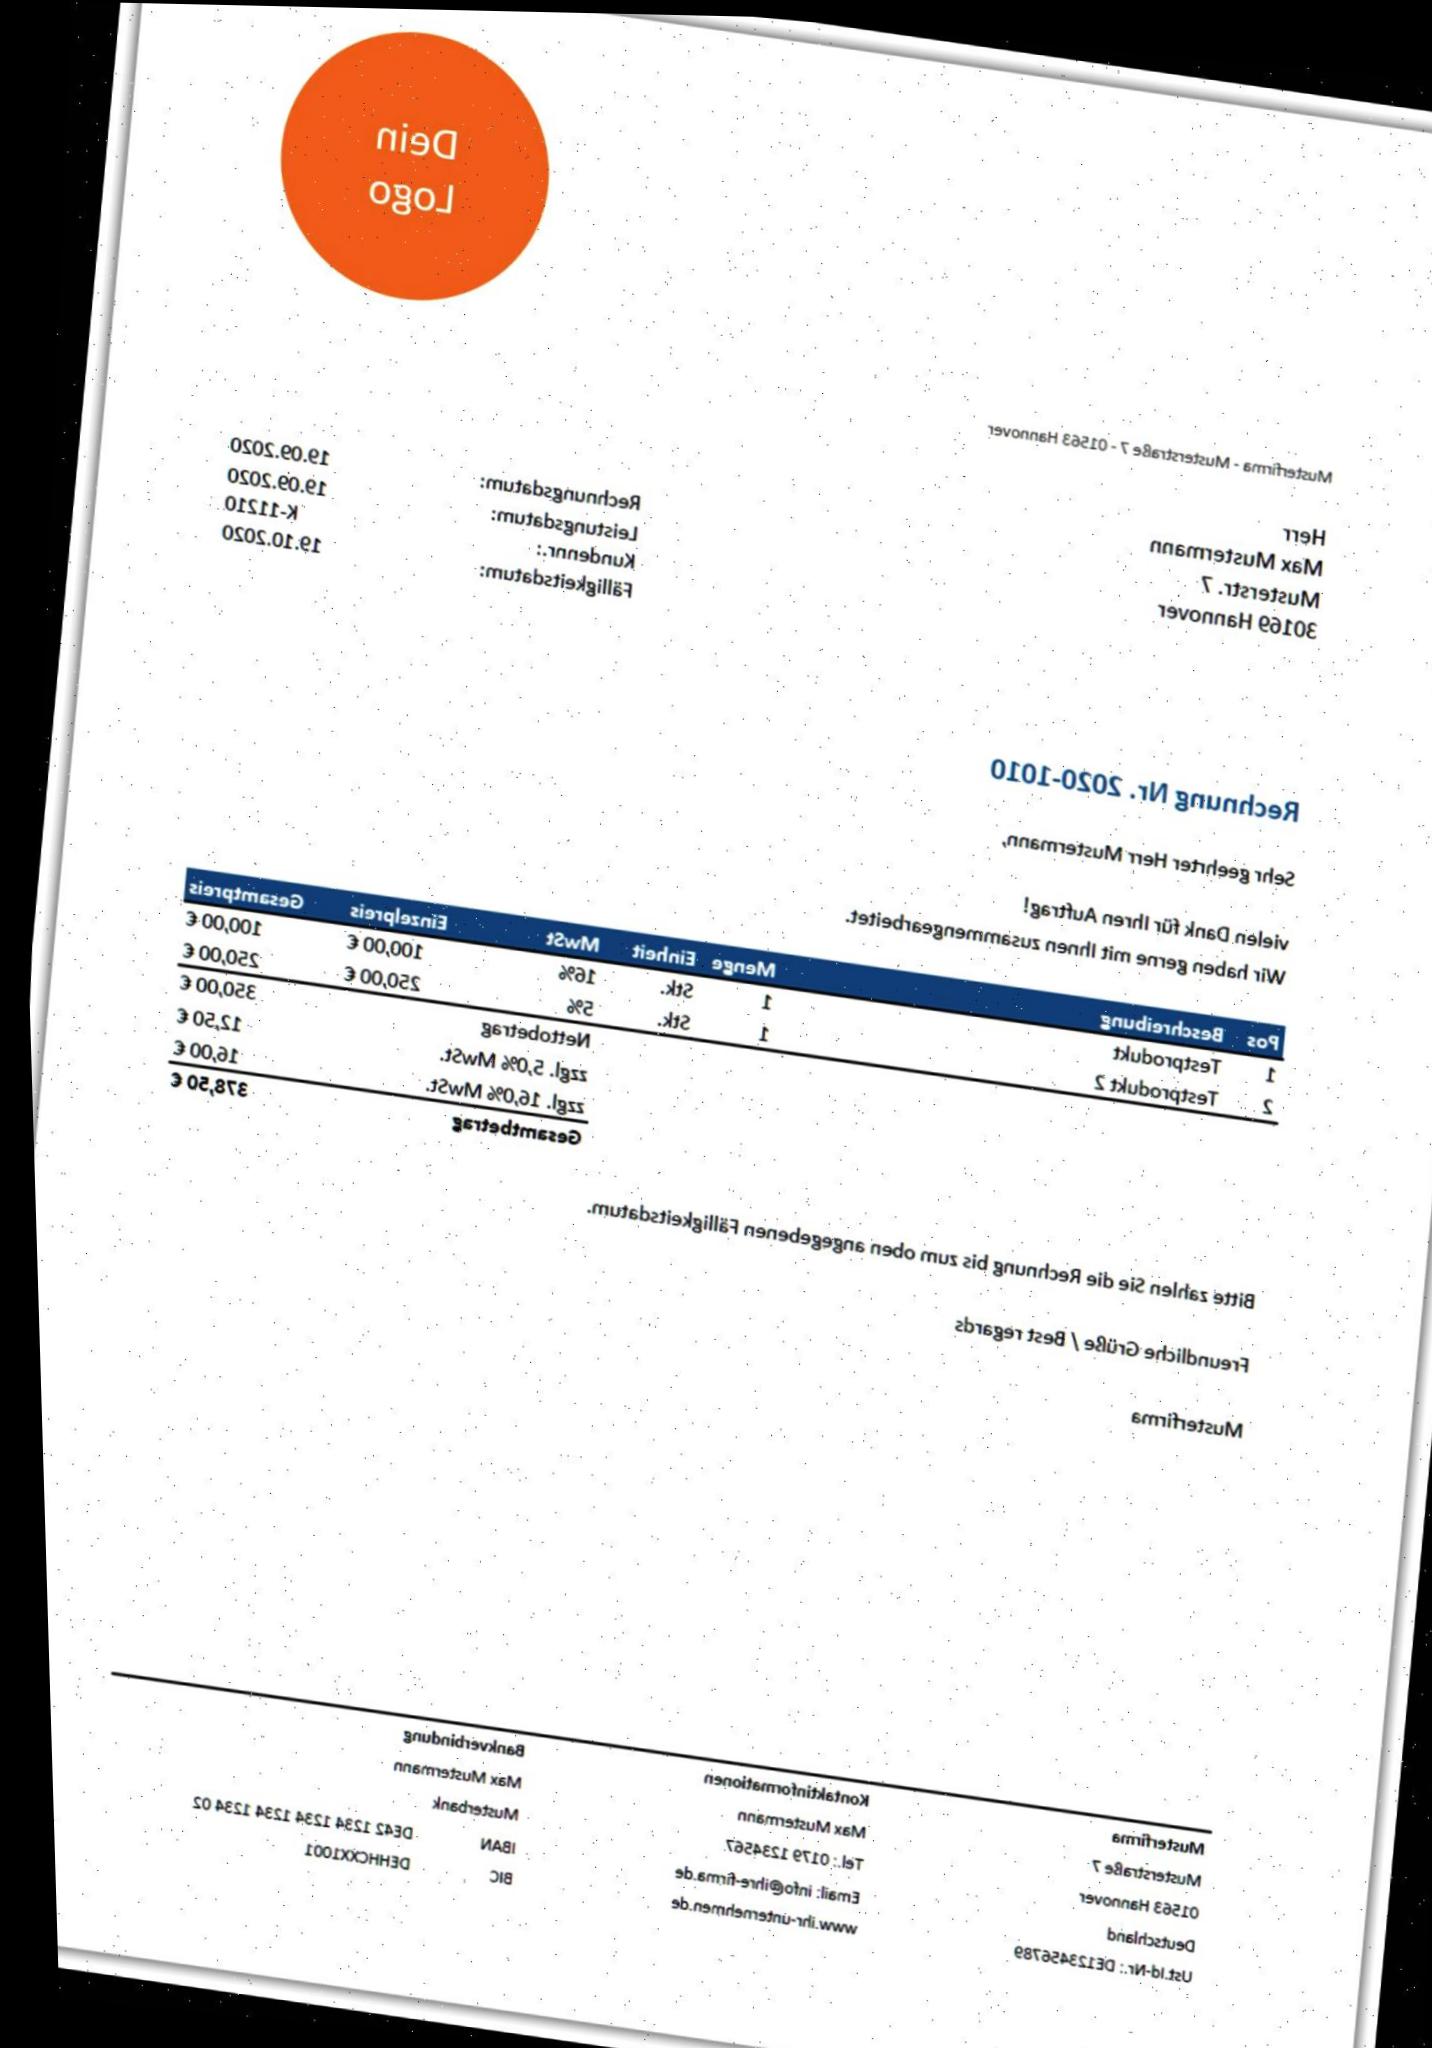 Dein
Logo
Musterfirma - Musterstraße 7 - 01563 Hannover
Herr
Max Mustermann
Musterstr. 7
30169 Hannover
Rechnungsdatum: 19.09.2020
Leistungsdatum: 19.09.2020
Kundennr.: K-11210
Fälligkeitsdatum: 19.10.2020
Rechnung Nr. 2020-1010
Sehr geehrter Herr Mustermann,
vielen Dank für Ihren Auftrag!
Wir haben gerne mit Ihnen zusammengearbeitet.
Pos Beschreibung Menge Einheit MwSt Einzelpreis Gesamtpreis
1 Testprodukt 1 Stk. 16% 100,00 € 100,00 €
2 Testprodukt 2 1 Stk. 5% 250,00 € 250,00 €
Nettobetrag 350,00 €
zzgl. 5,0% MwSt. 12,50 €
zzgl. 16,0% MwSt. 16,00 €
Gesamtbetrag 378,50 €
Bitte zahlen Sie die Rechnung bis zum oben angegebenen Fälligkeitsdatum.
Freundliche Grüße / Best regards
Musterfirma
Musterfirma
Musterstraße 7
01563 Hannover
Deutschland
Ust.Id-Nr.: DE123456789
Kontaktinformationen
Max Mustermann
Tel.: 0179 1234567
Email: info@ihre-firma.de
www.ihr-unternehmen.de
Bankverbindung
Max Mustermann
Musterbank
IBAN DE42 1234 1234 1234 1234 02
BIC DEHHCXX1001